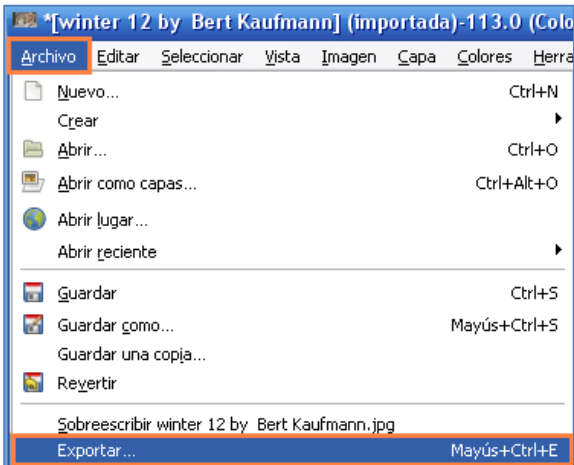 *[winter 12 by Bert Kaufmann] (importada)-113.0 (Colo
Archivo Editar Seleccionar Vista Imagen Capa Colores Herra
Nuevo... Ctrl+N
Crear
Abrir... Ctrl+O
Abrir como capas... Ctrl+Alt+O
Abrir lugar...
Abrir reciente
Guardar Ctrl+S
Guardar como... Mayús+Ctrl+S
Guardar una copia...
Revertir
Sobreescribir winter 12 by Bert Kaufmann.jpg
Exportar... Mayús+Ctrl+E